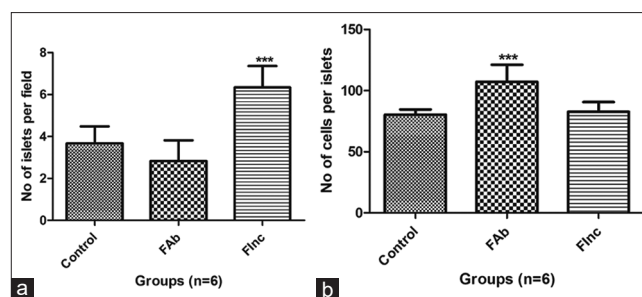 No of islets per field
8
6
4
2
0
***
Control
FAb
FInc
Groups (n=6)
a
No of cells per islets
150
100
50
0
***
Control
FAb
FInc
Groups (n=6)
b